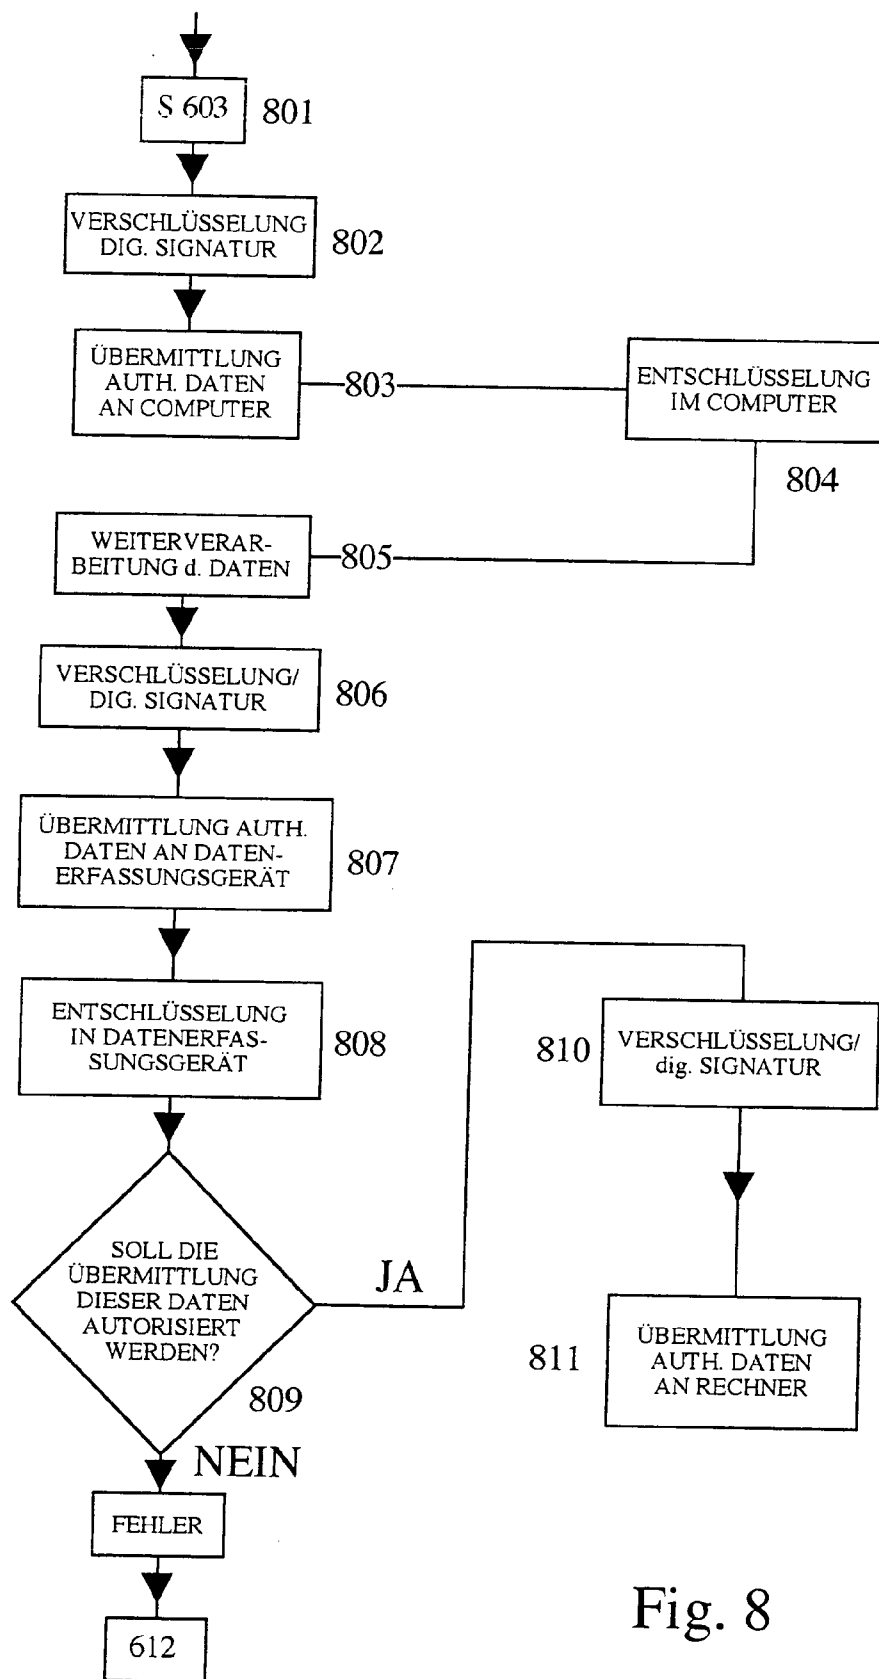 S 603
801
VERSCHLÜSSELUNG
DIG. SIGNATUR
802
ÜBERMITTLUNG
AUTH. DATEN
AN COMPUTER
803
ENTSCHLÜSSELUNG
IM COMPUTER
804
WEITERVERAR-
BEITUNG d. DATEN
805
VERSCHLÜSSELUNG/
DIG. SIGNATUR
806
ÜBERMITTLUNG AUTH.
DATEN AN DATEN-
ERFASSUNGSGERÄT
807
ENTSCHLÜSSELUNG
IN DATENERFAS-
SUNGSGERÄT
808
SOLL DIE
ÜBERMITTLUNG
DIESER DATEN
AUTORISIERT
WERDEN?
809
JA
810
VERSCHLÜSSELUNG/
dig. SIGNATUR
811
ÜBERMITTLUNG
AUTH. DATEN
AN RECHNER
NEIN
FEHLER
612
Fig. 8